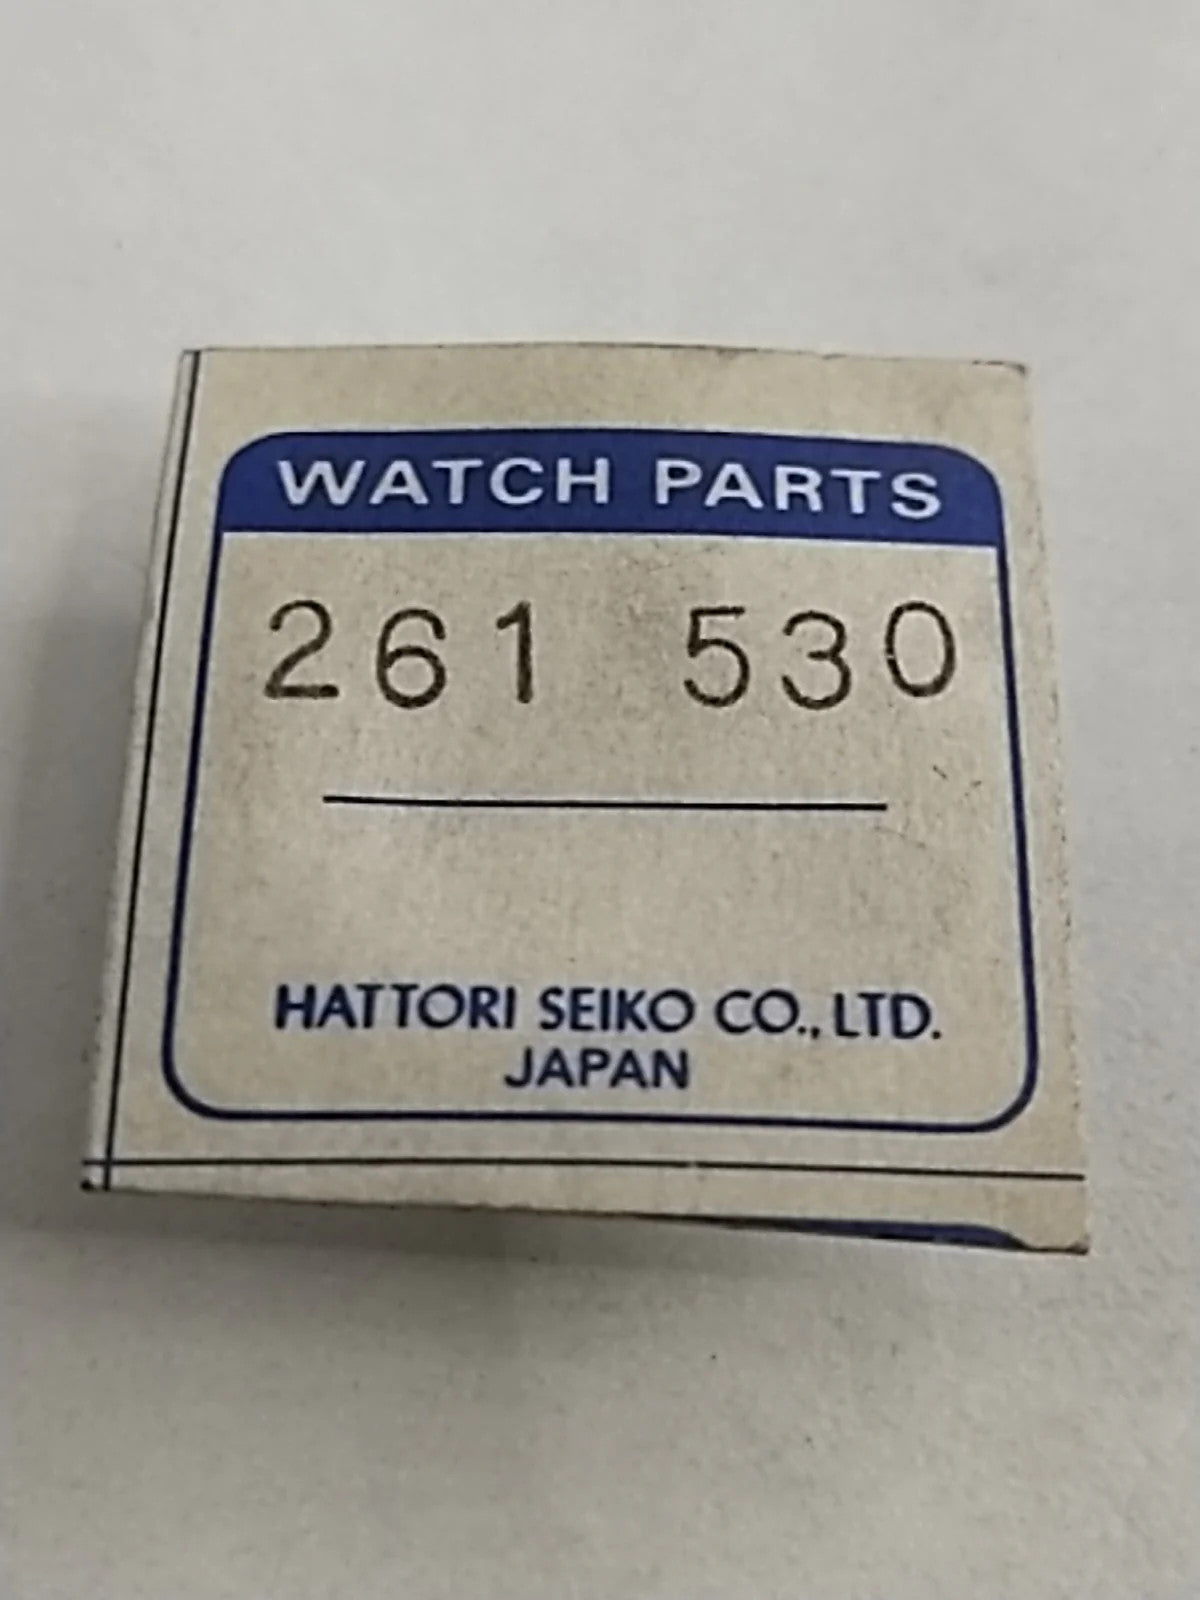 WATCH PARTS
261 530
HATTORI SEIKO CO., LTD.
JAPAN